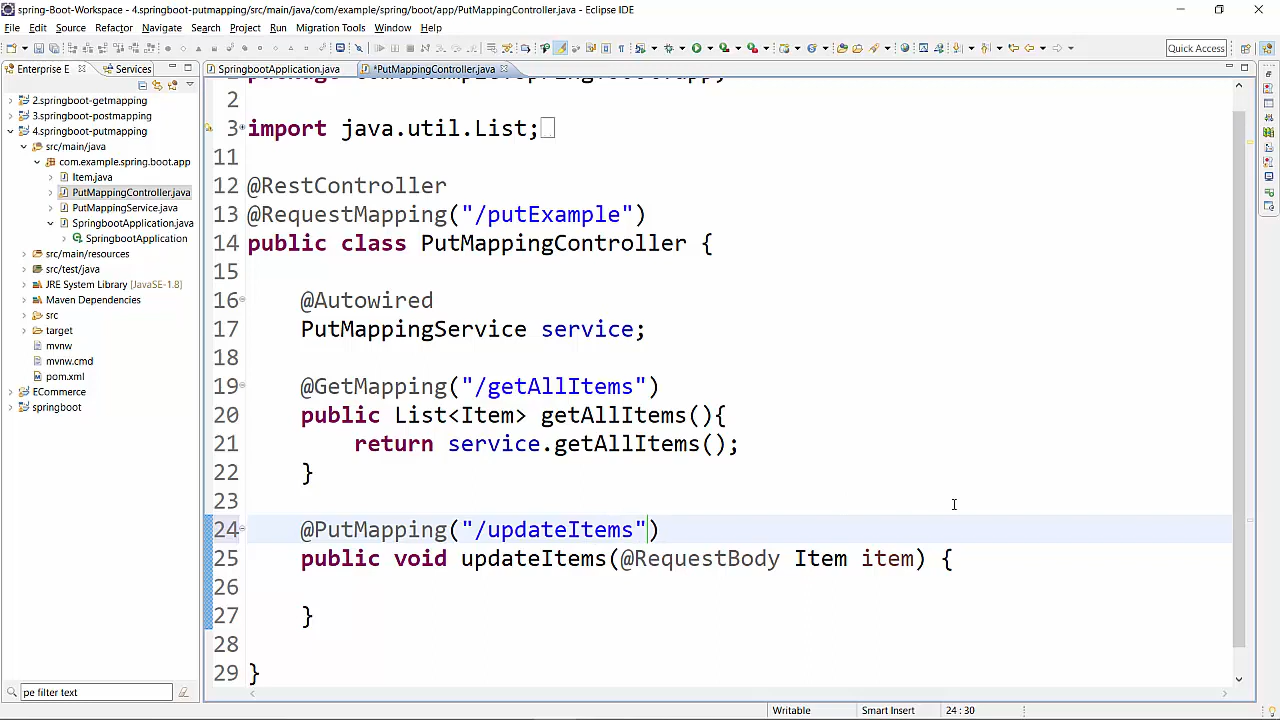 spring-Boot-Workspace - 4.springboot-putmapping/src/main/java/com/example/spring/boot/app/PutMappingController.java - Eclipse IDE
File Edit Source Refactor Navigate Search Project Run Migration Tools Window Help
Quick Access
Enterprise E Services
SpringbootApplication.java *PutMappingController.java
2.springboot-getmapping
3.springboot-postmapping
4.springboot-putmapping
src/main/java
com.example.spring.boot.app
Item.java
PutMappingController.java
PutMappingService.java
SpringbootApplication.java
SpringbootApplication
src/main/resources
src/test/java
JRE System Library [JavaSE-1.8]
Maven Dependencies
src
target
mvnw
mvnw.cmd
pom.xml
ECommerce
springboot
pe filter text
2
3 import java.util.List;
11
12 @RestController
13 @RequestMapping("/putExample")
14 public class PutMappingController {
15
16 @Autowired
17 PutMappingService service;
18
19 @GetMapping("/getAllItems")
20 public List<Item> getAllItems(){
21 return service.getAllItems();
22 }
23
24 @PutMapping("/updateItems")
25 public void updateItems(@RequestBody Item item) {
26
27 }
28
29 }
Writable Smart Insert 24 : 30